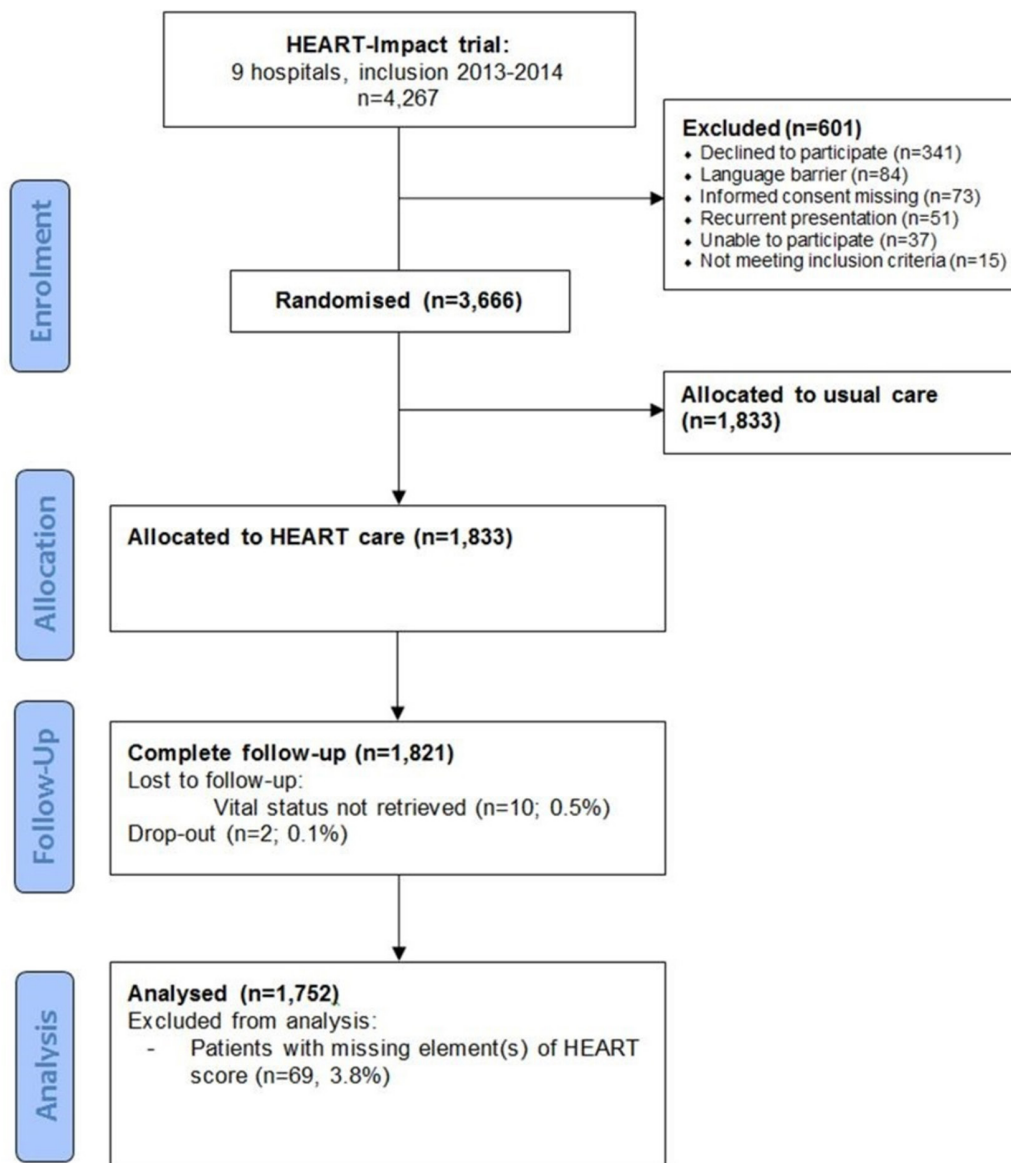 HEART-Impact trial:
9 hospitals, inclusion 2013-2014
n=4,267
Excluded (n=601)
♦ Declined to participate (n=341)
♦ Language barrier (n=84)
♦ Informed consent missing (n=73)
♦ Recurrent presentation (n=51)
♦ Unable to participate (n=37)
♦ Not meeting inclusion criteria (n=15)
Enrolment
Randomised (n=3,666)
Allocated to usual care
(n=1,833)
Allocation
Allocated to HEART care (n=1,833)
Follow-Up
Complete follow-up (n=1,821)
Lost to follow-up:
Vital status not retrieved (n=10; 0.5%)
Drop-out (n=2; 0.1%)
Analysis
Analysed (n=1,752)
Excluded from analysis:
- Patients with missing element(s) of HEART
score (n=69, 3.8%)